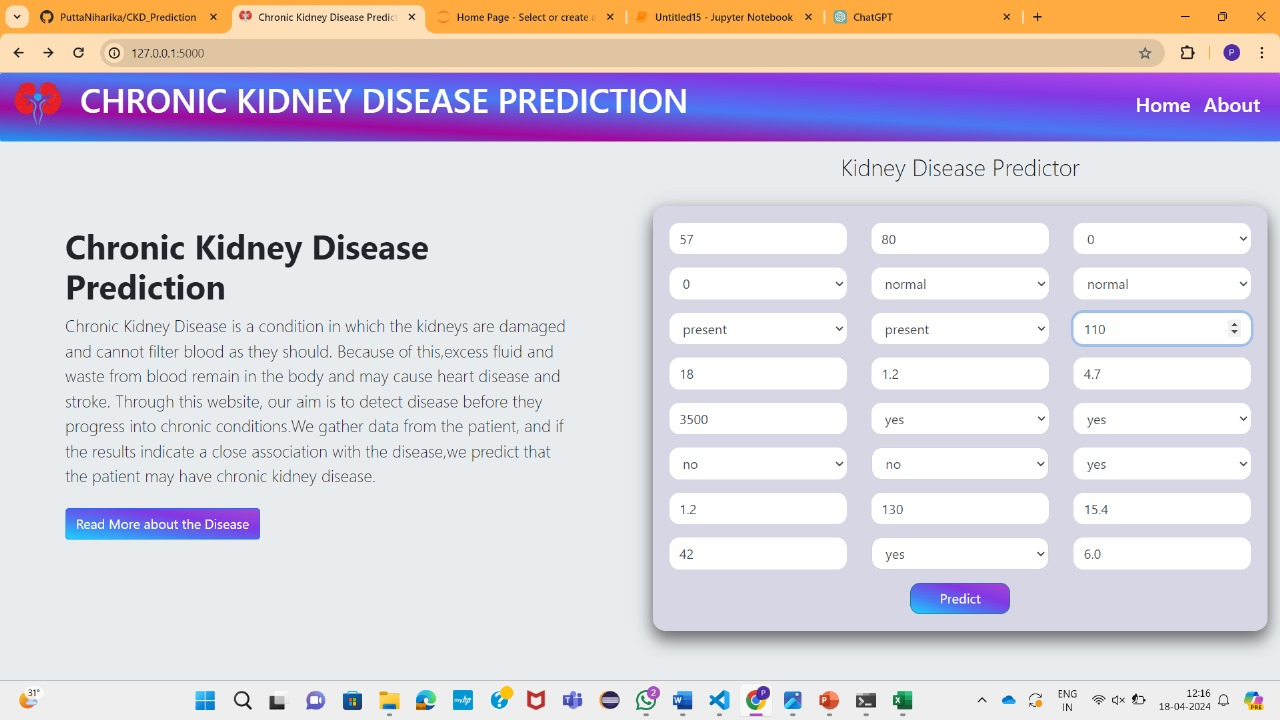 PuttaNiharika/CKD_Prediction
Chronic Kidney Disease Predict
Home Page - Select or create a
Untitled15 - Jupyter Notebook
ChatGPT
127.0.0.1:5000
P
CHRONIC KIDNEY DISEASE PREDICTION
Home About
Kidney Disease Predictor
Chronic Kidney Disease
Prediction
Chronic Kidney Disease is a condition in which the kidneys are damaged
and cannot filter blood as they should. Because of this,excess fluid and
waste from blood remain in the body and may cause heart disease and
stroke. Through this website, our aim is to detect disease before they
progress into chronic conditions.We gather data from the patient, and if
the results indicate a close association with the disease,we predict that
the patient may have chronic kidney disease.
Read More about the Disease
57 80 0
0 normal normal
present present 110
18 1.2 4.7
3500 yes yes
no no yes
1.2 130 15.4
42 yes 6.0
Predict
31°
2
P
ENG
IN
12:16
18-04-2024
PRE